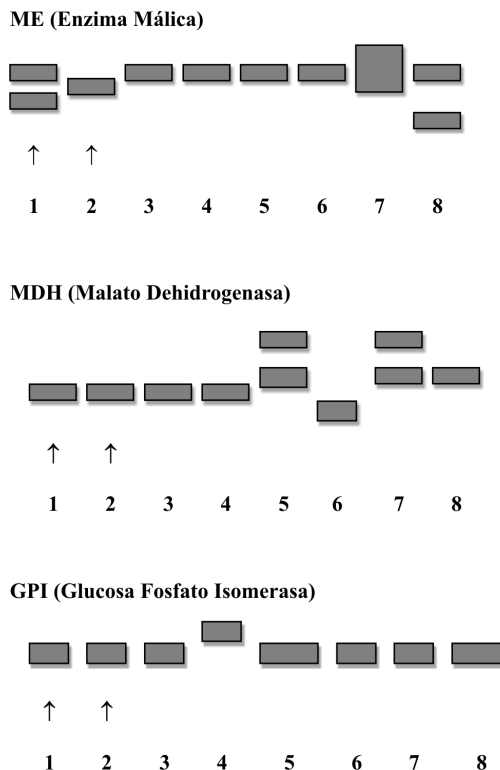 ME (Enzima Málica)
↑ ↑
1 2 3 4 5 6 7 8
MDH (Malato Dehidrogenasa)
↑ ↑
1 2 3 4 5 6 7 8
GPI (Glucosa Fosfato Isomerasa)
↑ ↑
1 2 3 4 5 6 7 8